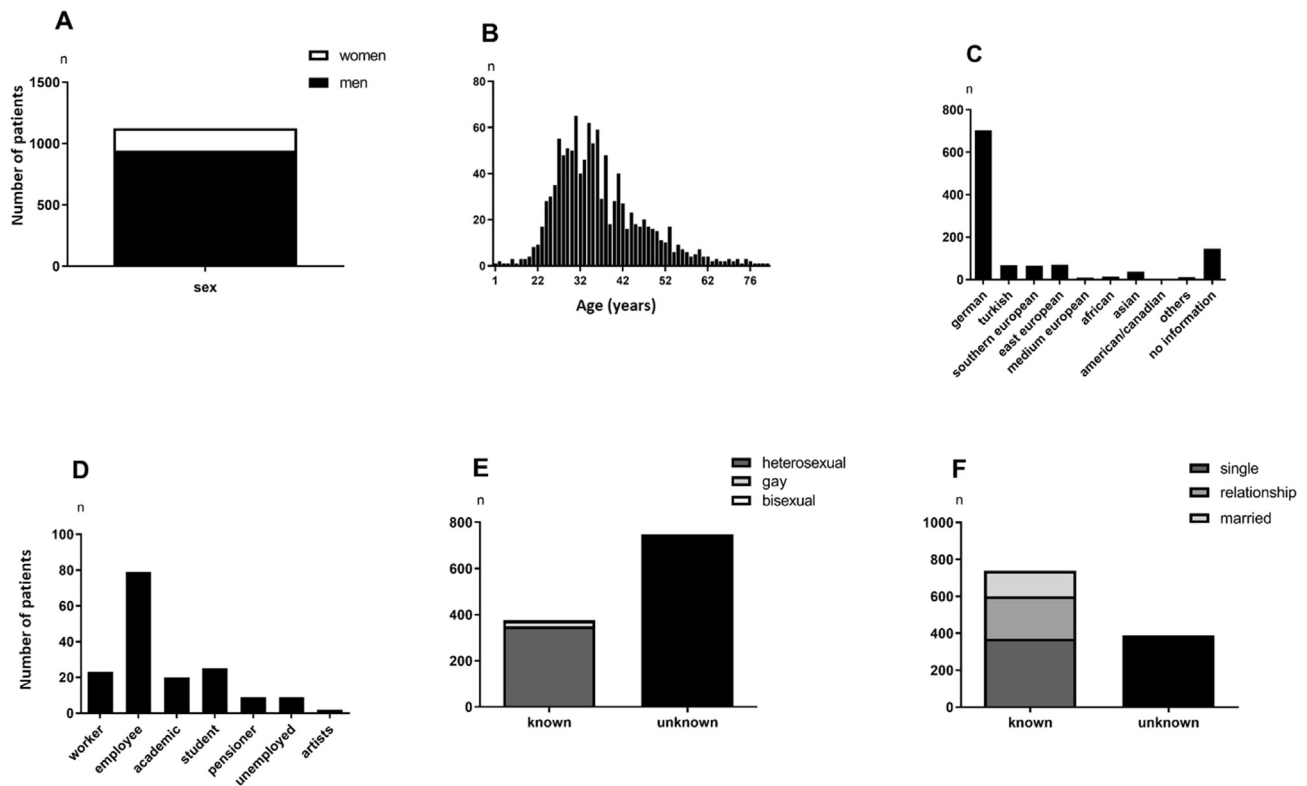 A
n
women
men
Number of patients
1500
1000
500
0
sex
B
n
80
60
40
20
0
1 22 32 42 52 62 76
Age (years)
C
n
800
600
400
200
0
german
turkish
southern european
east european
medium european
african
asian
american/canadian
others
no information
D
n
Number of patients
100
80
60
40
20
0
worker
employee
academic
student
pensioner
unemployed
artists
E
heterosexual
gay
bisexual
n
800
600
400
200
0
known unknown
F
single
relationship
married
n
1000
800
600
400
200
0
known unknown